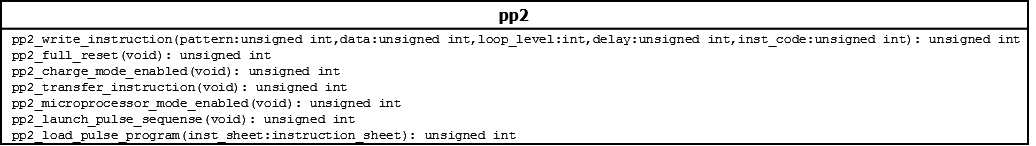 pp2
pp2_write_instruction(pattern:unsigned int,data:unsigned int,loop_level:int,delay:unsigned int,inst_code:unsigned int): unsigned int
pp2_full_reset(void): unsigned int
pp2_charge_mode_enabled(void): unsigned int
pp2_transfer_instruction(void): unsigned int
pp2_microprocessor_mode_enabled(void): unsigned int
pp2_launch_pulse_sequense(void): unsigned int
pp2_load_pulse_program(inst_sheet:instruction_sheet): unsigned int